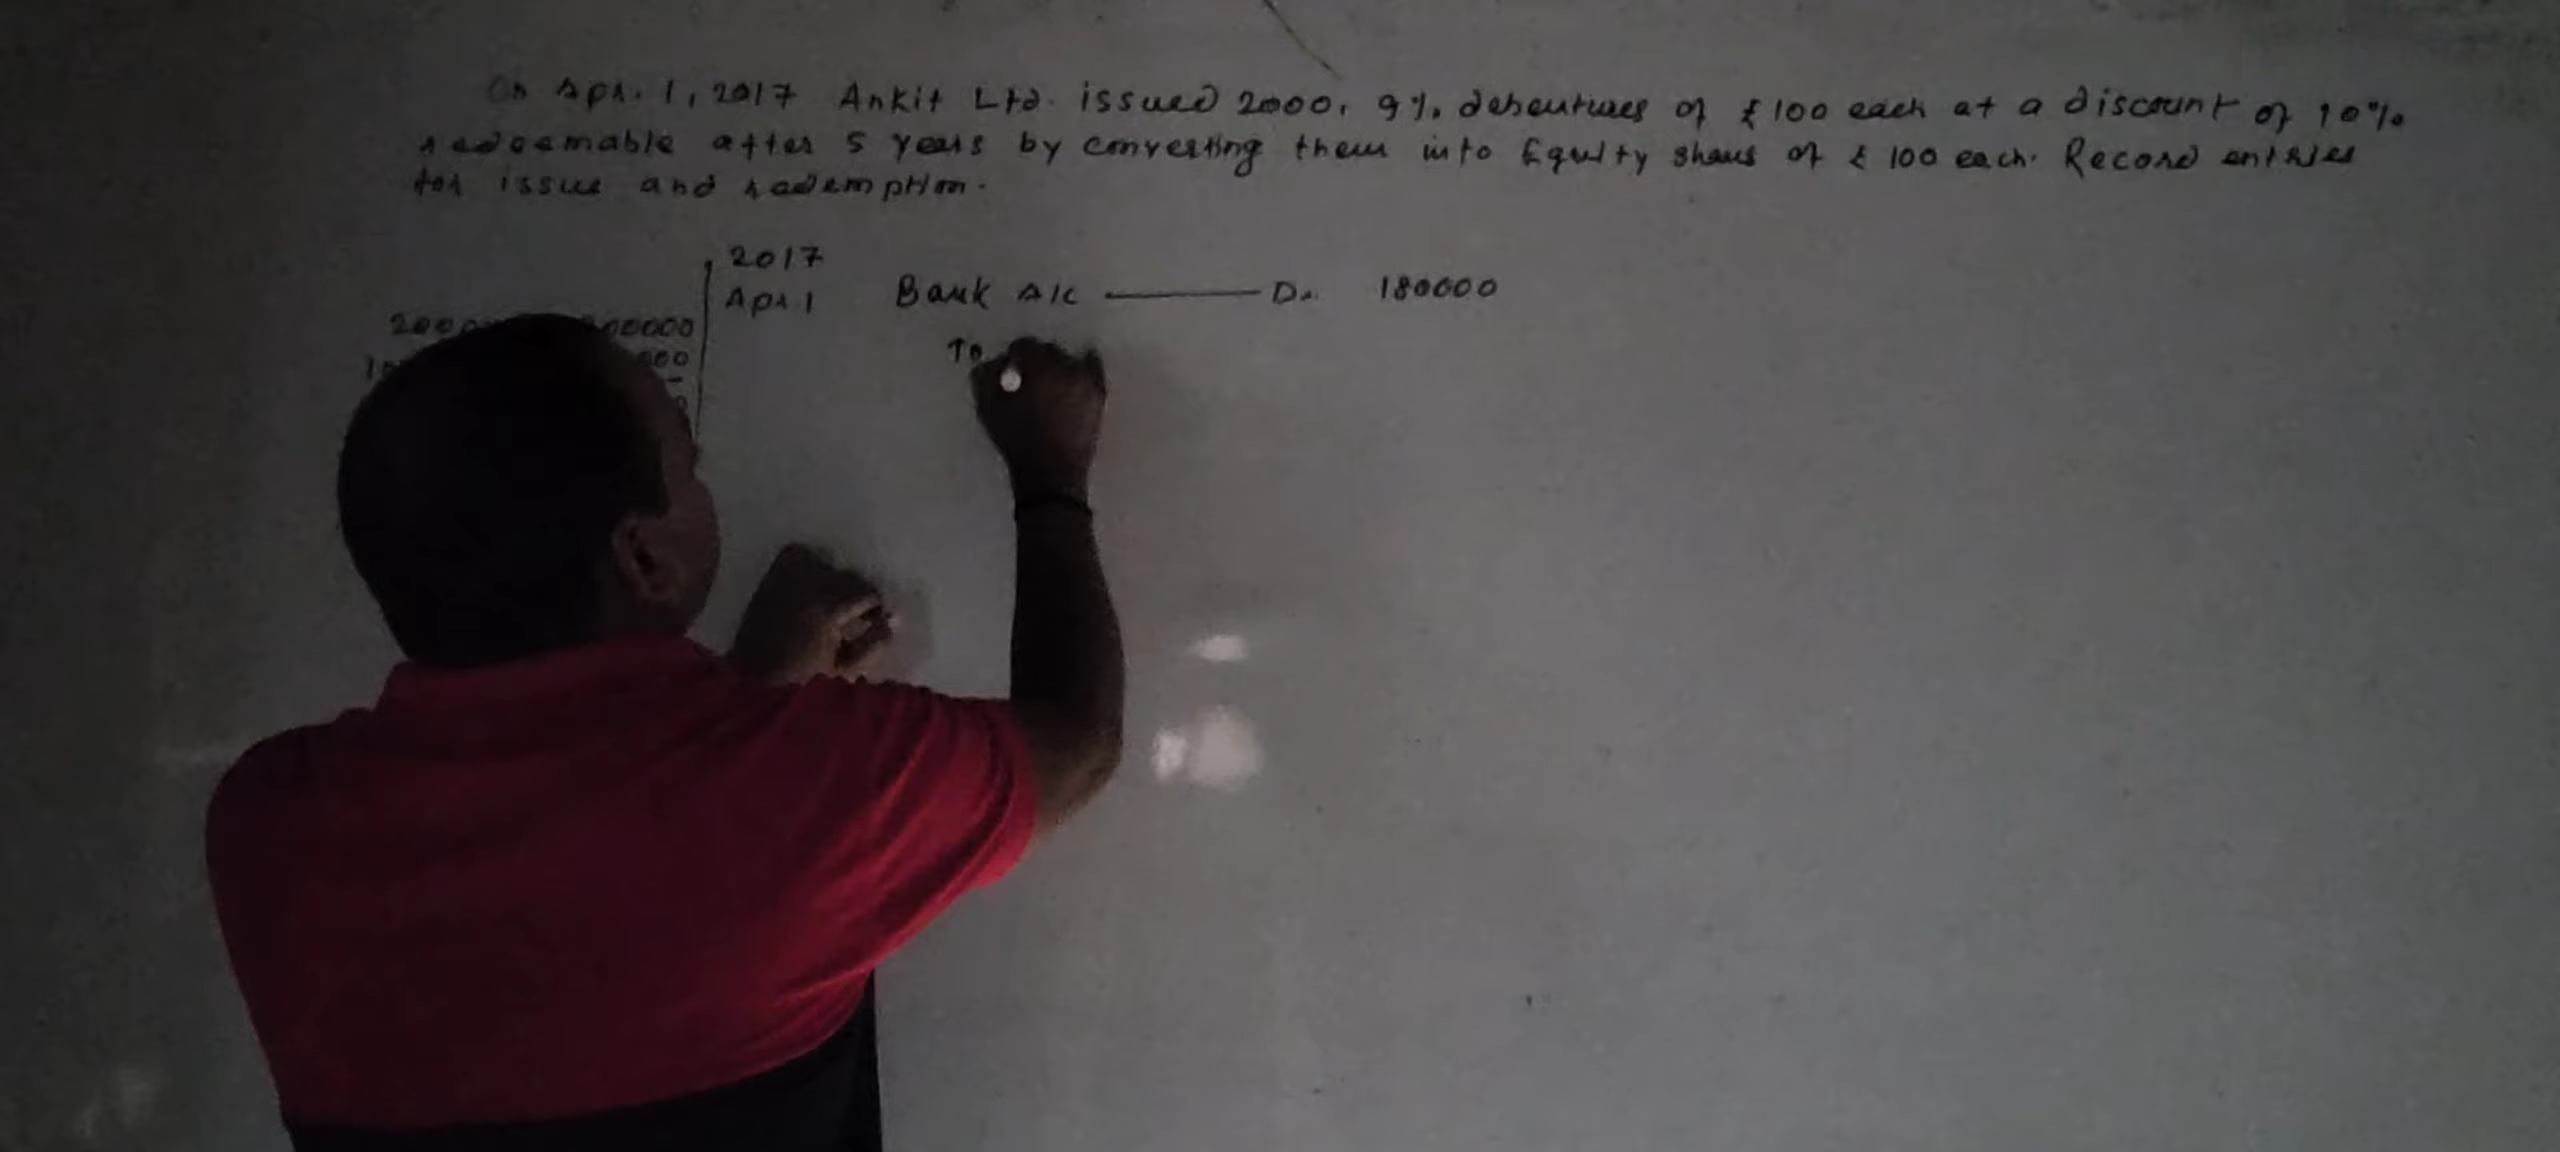 On Apr. 1, 2017 Ankit Ltd. issued 2000, 9% debentures of ₹100 each at a discount of 10%
redeemable after 5 years by converting them into Equity shares of ₹ 100 each. Record entries
for issue and redemption.
2017
Apr 1 Bank A/c ——— Dr. 180000
To